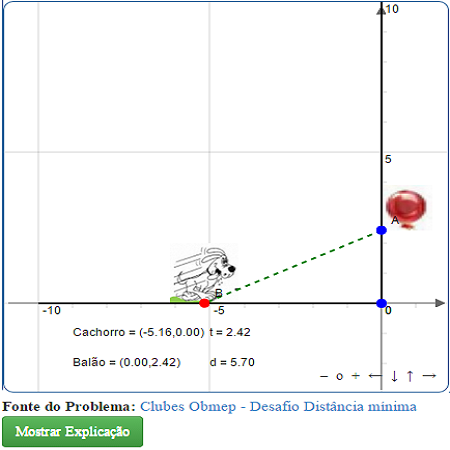 10
5
A
B
-10
-5
0
Cachorro = (-5.16,0.00) t = 2.42
Balão = (0.00,2.42) d = 5.70
− o + ← ↓ ↑ →
Fonte do Problema: Clubes Obmep - Desafio Distância mínima
Mostrar Explicação